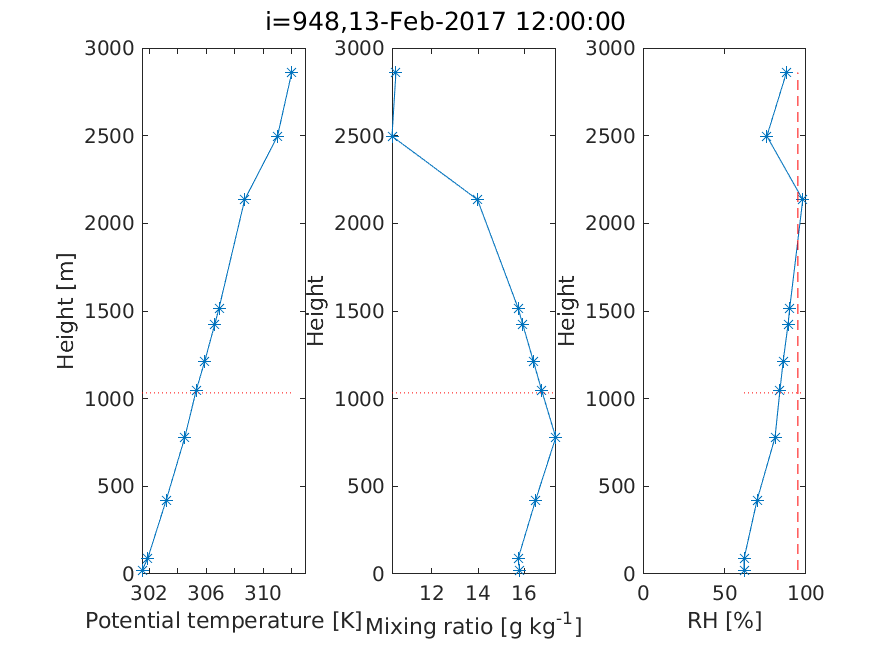 i=948,13-Feb-2017 12:00:00
3000
2500
2000
1500
1000
500
0
Height [m]
302 306 310
Potential temperature [K]
3000
2500
2000
1500
1000
500
0
Height
12 14 16
Mixing ratio [g kg-1]
3000
2500
2000
1500
1000
500
0
Height
0 50 100
RH [%]